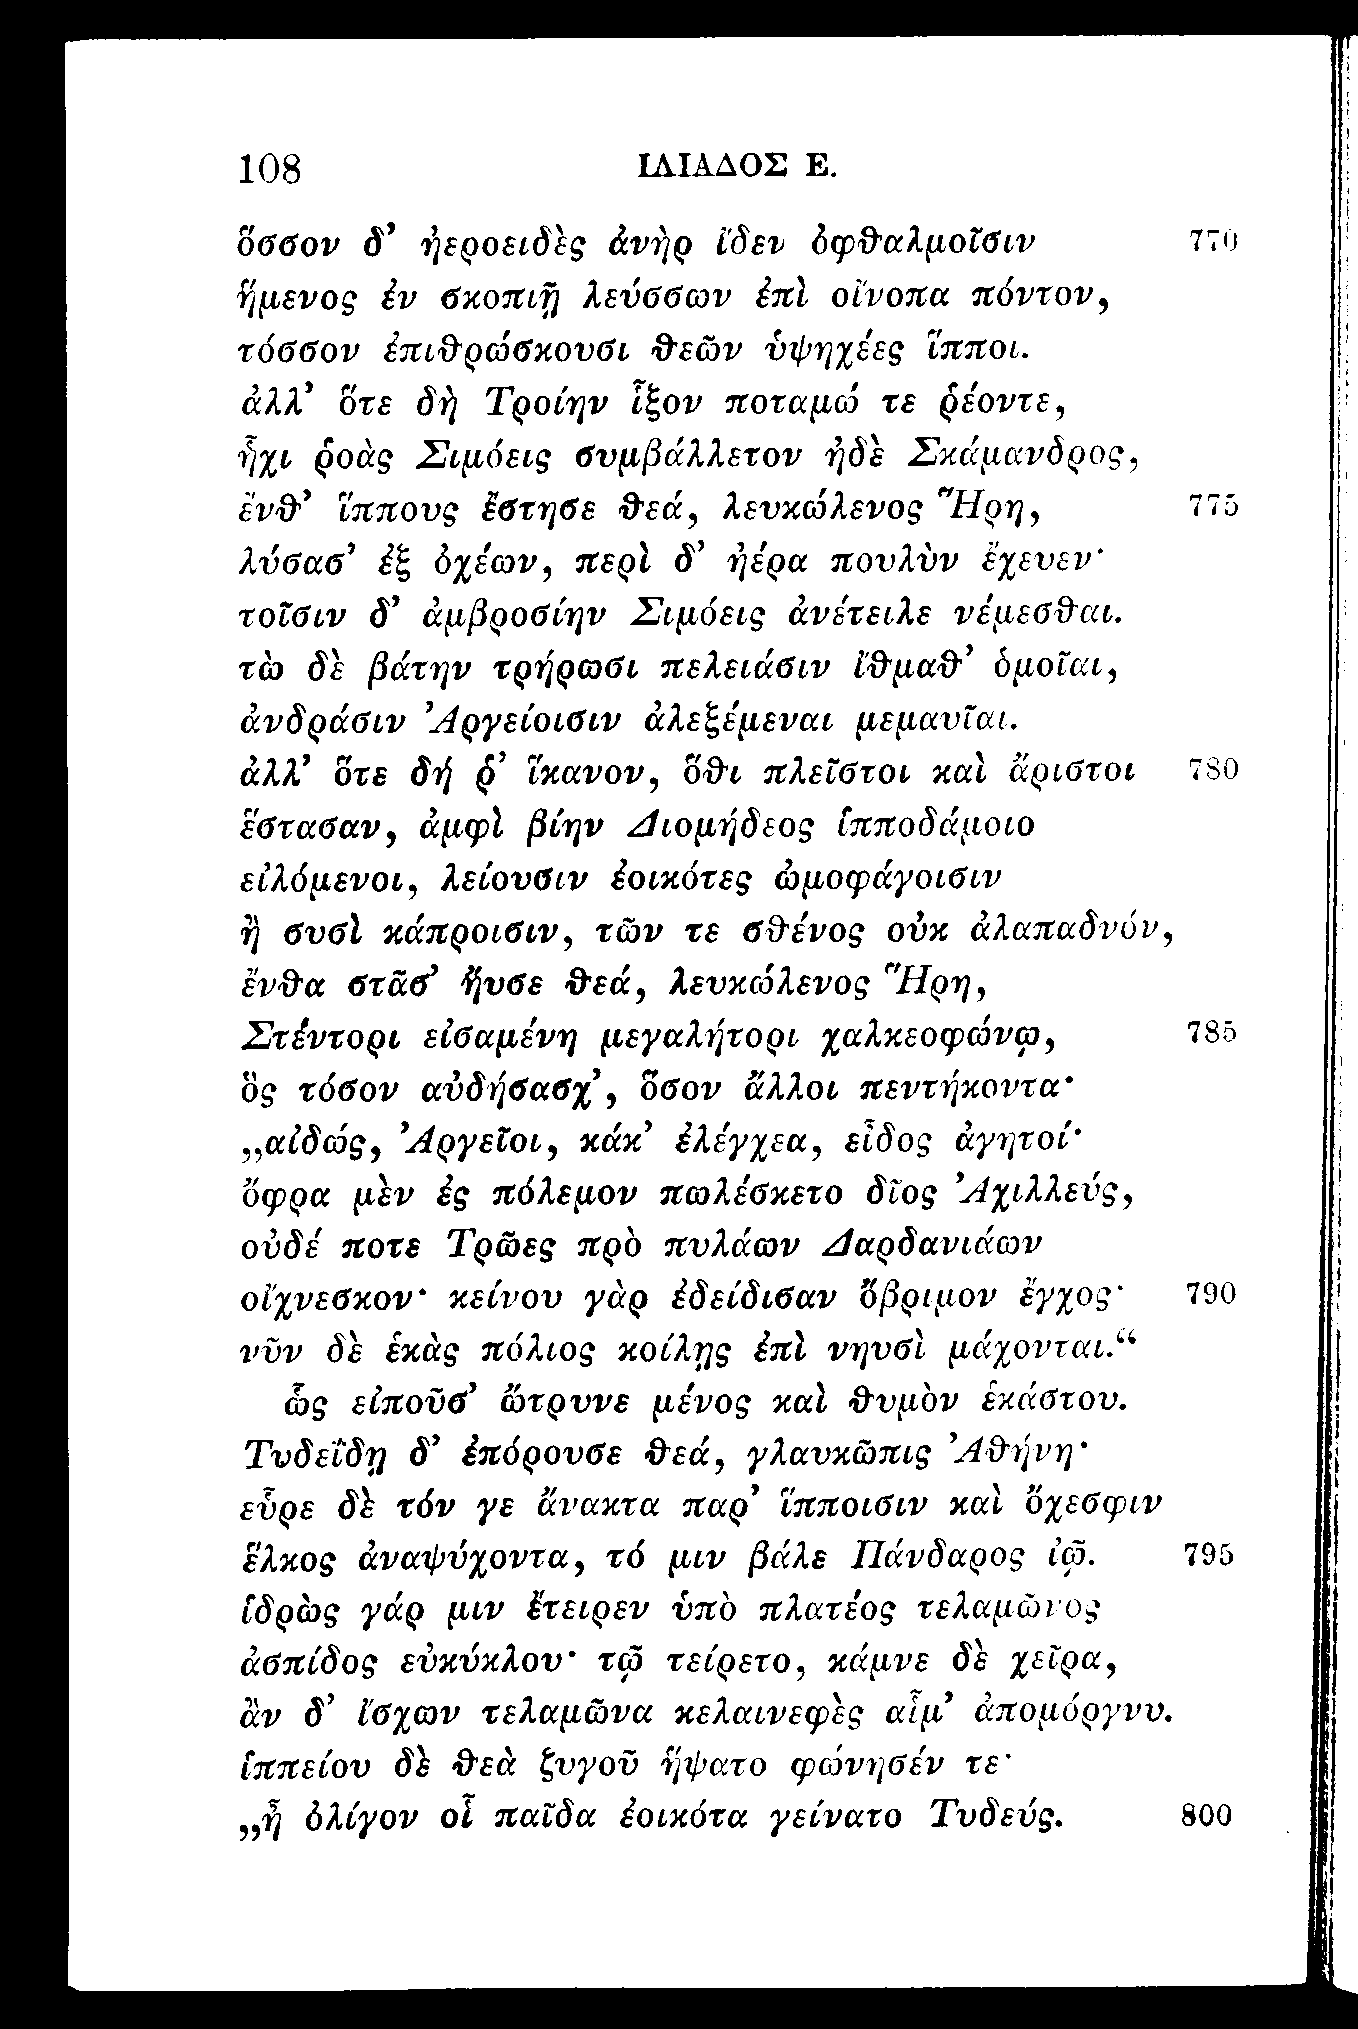 108 ΙΛΙΑΔΟΣ Ε.
ὅσσον δ’ ἠεροειδὲς ἀνὴρ ἴδεν ὀφθαλμοῖσιν 770
ἥμενος ἐν σκοπιῇ λεύσσων ἐπὶ οἴνοπα πόντον,
τόσσον ἐπιθρώσκουσι θεῶν ὑψηχέες ἵπποι.
ἀλλ’ ὅτε δὴ Τροίην ἷξον ποταμώ τε ῥέοντε,
ἧχι ῥοὰς Σιμόεις συμβάλλετον ἠδὲ Σκάμανδρος,
ἔνθ’ ἵππους ἔστησε θεά, λευκώλενος Ἥρη, 775
λύσασ’ ἐξ ὀχέων, περὶ δ’ ἠέρα πουλὺν ἔχευεν·
τοῖσιν δ’ ἀμβροσίην Σιμόεις ἀνέτειλε νέμεσθαι.
τὼ δὲ βάτην τρήρωσι πελειάσιν ἴθμαθ’ ὁμοῖαι,
ἀνδράσιν Ἀργείοισιν ἀλεξέμεναι μεμαυῖαι.
ἀλλ’ ὅτε δή ῥ’ ἵκανον, ὅθι πλεῖστοι καὶ ἄριστοι 780
ἕστασαν, ἀμφὶ βίην Διομήδεος ἱπποδάμοιο
εἰλόμενοι, λείουσιν ἐοικότες ὠμοφάγοισιν
ἢ συσὶ κάπροισιν, τῶν τε σθένος οὐκ ἀλαπαδνόν,
ἔνθα στᾶσ’ ἤυσε θεά, λευκώλενος Ἥρη,
Στέντορι εἰσαμένη μεγαλήτορι χαλκεοφώνῳ, 785
ὃς τόσον αὐδήσασχ’, ὅσον ἄλλοι πεντήκοντα·
„αἰδώς, Ἀργεῖοι, κάκ’ ἐλέγχεα, εἶδος ἀγητοί·
ὄφρα μὲν ἐς πόλεμον πωλέσκετο δῖος Ἀχιλλεύς,
οὐδέ ποτε Τρῶες πρὸ πυλάων Δαρδανιάων
οἴχνεσκον· κείνου γὰρ ἐδείδισαν ὄβριμον ἔγχος· 790
νῦν δὲ ἑκὰς πόλιος κοίλῃς ἐπὶ νηυσὶ μάχονται.“
ὣς εἰποῦσ’ ὤτρυνε μένος καὶ θυμὸν ἑκάστου.
Τυδεΐδῃ δ’ ἐπόρουσε θεά, γλαυκῶπις Ἀθήνη·
εὗρε δὲ τόν γε ἄνακτα παρ’ ἵπποισιν καὶ ὄχεσφιν
ἕλκος ἀναψύχοντα, τό μιν βάλε Πάνδαρος ἰῷ. 795
ἱδρὼς γάρ μιν ἔτειρεν ὑπὸ πλατέος τελαμῶνος
ἀσπίδος εὐκύκλου· τῷ τείρετο, κάμνε δὲ χεῖρα,
ἂν δ’ ἴσχων τελαμῶνα κελαινεφὲς αἷμ’ ἀπομόργνυ.
ἱππείου δὲ θεὰ ζυγοῦ ἥψατο φώνησέν τε·
„ἦ ὀλίγον οἷ παῖδα ἐοικότα γείνατο Τυδεύς. 800